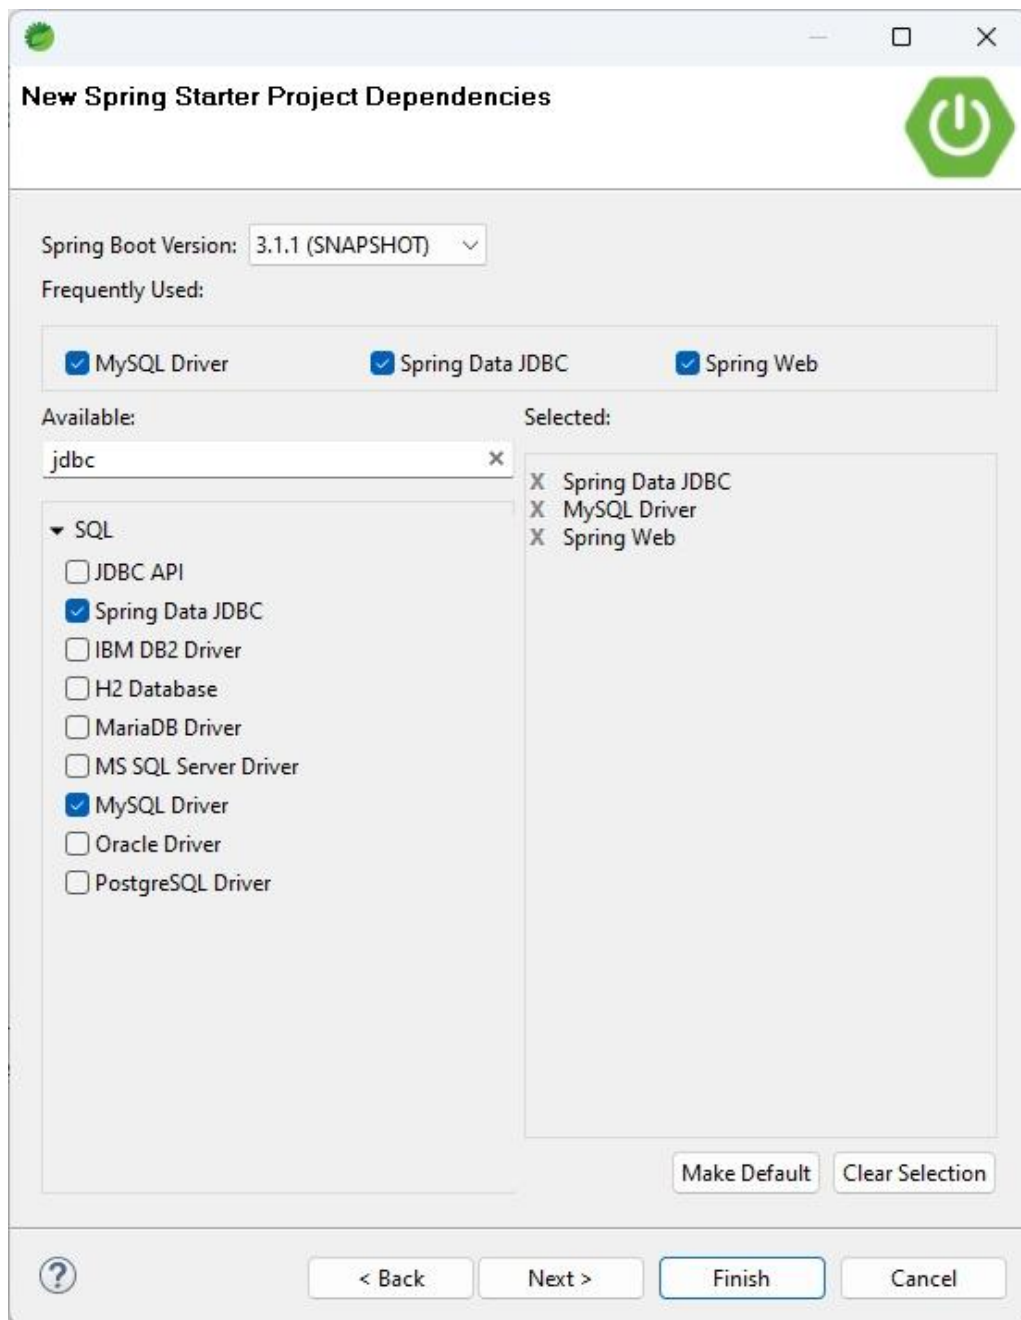 New Spring Starter Project Dependencies
Spring Boot Version: 3.1.1 (SNAPSHOT)
Frequently Used:
MySQL Driver Spring Data JDBC Spring Web
Available:
jdbc
SQL
JDBC API
Spring Data JDBC
IBM DB2 Driver
H2 Database
MariaDB Driver
MS SQL Server Driver
MySQL Driver
Oracle Driver
PostgreSQL Driver
Selected:
X Spring Data JDBC
X MySQL Driver
X Spring Web
Make Default Clear Selection
? < Back Next > Finish Cancel